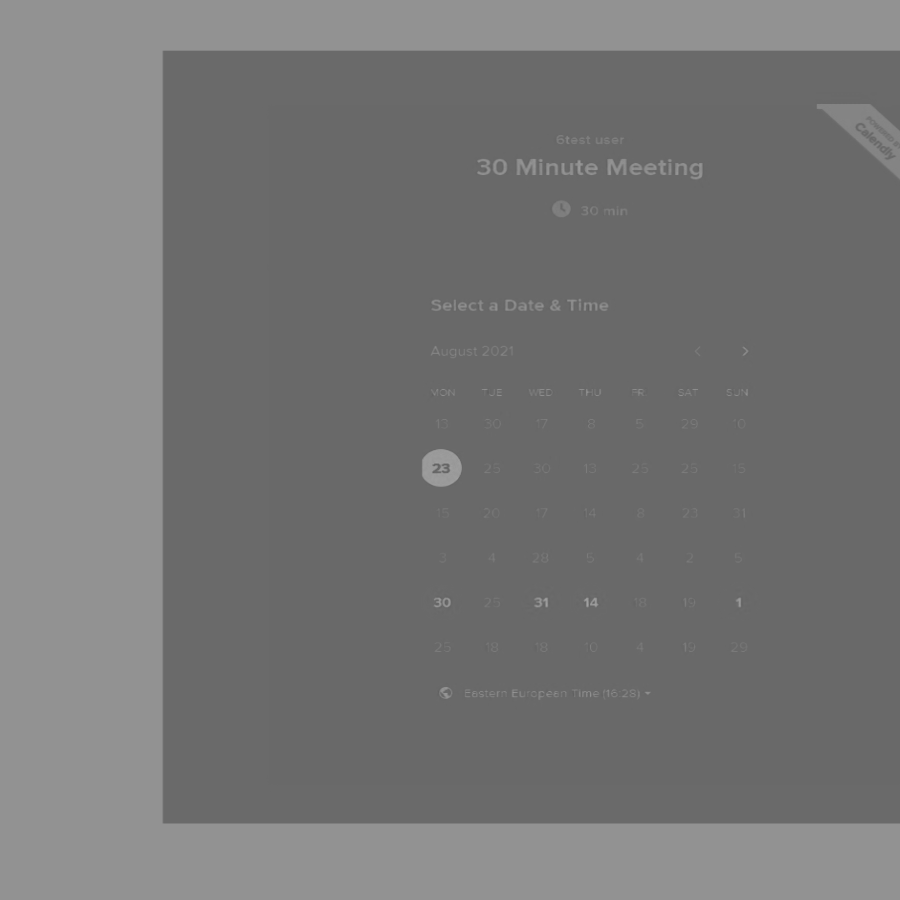 POWERED BY
Calendly
6test user
30 Minute Meeting
30 min
Select a Date & Time
August 2021
MON TUE WED THU FR SAT SUN
13 30 17 8 5 29 10
23 25 30 13 25 25 15
15 20 17 14 8 23 31
3 4 28 5 4 2 5
30 25 31 14 18 19 1
25 18 18 10 4 19 29
Eastern European Time (16:28)